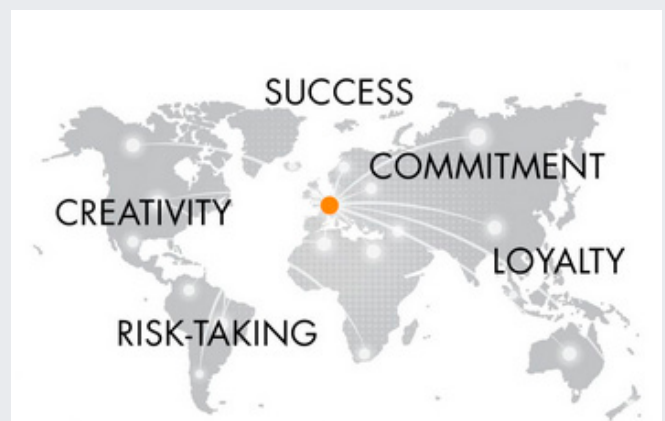 SUCCESS
COMMITMENT
CREATIVITY
LOYALTY
RISK-TAKING